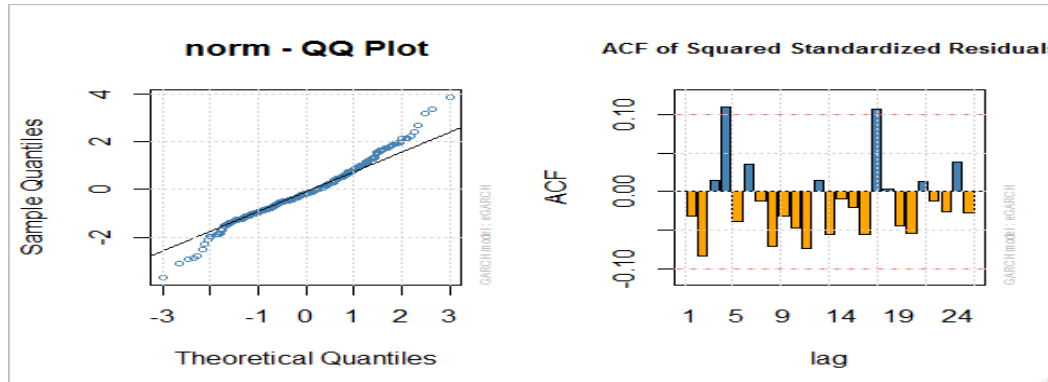 norm - QQ Plot
Sample Quantiles
4
2
0
-2
-3
-1
0
1
2
3
Theoretical Quantiles
GARCH model : eGARCH
ACF of Squared Standardized Residuals
ACF
0.10
0.00
-0.10
1
5
9
14
19
24
lag
GARCH model : eGARCH